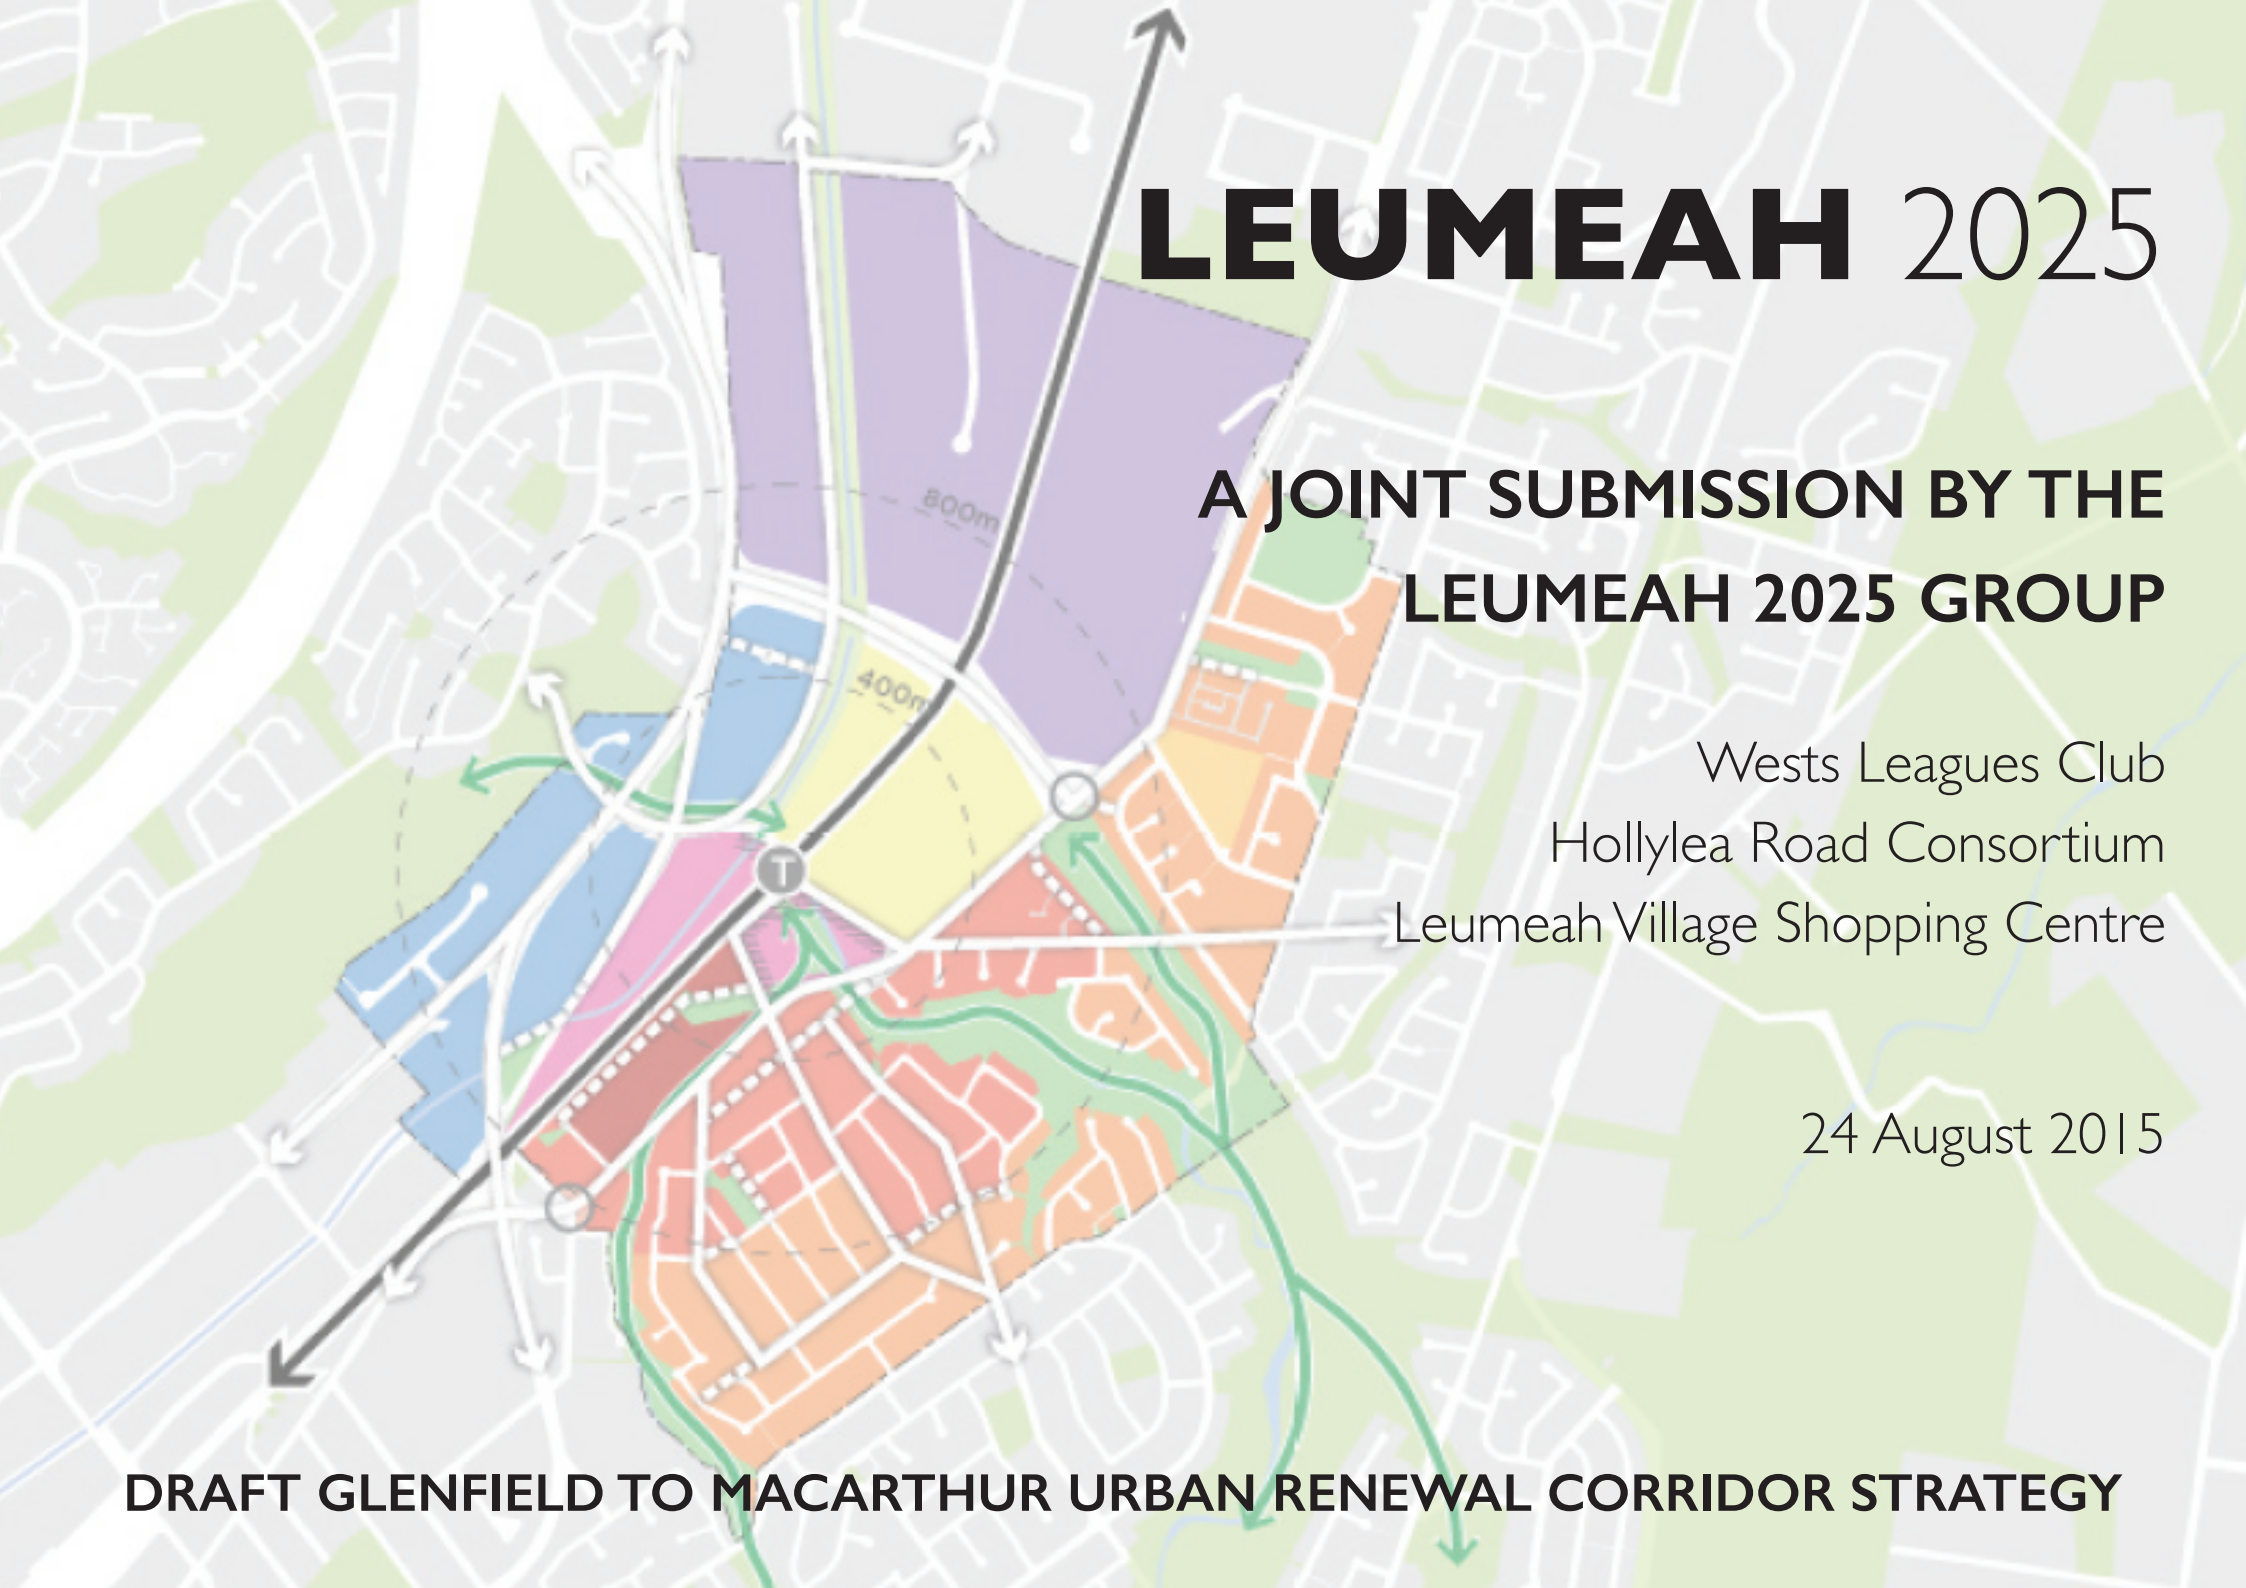 LEUMEAH 2025
A JOINT SUBMISSION BY THE
LEUMEAH 2025 GROUP
800m
400m
Wests Leagues Club
Hollylea Road Consortium
T
Leumeah Village Shopping Centre
24 August 2015
DRAFT GLENFIELD TO MACARTHUR URBAN RENEWAL CORRIDOR STRATEGY